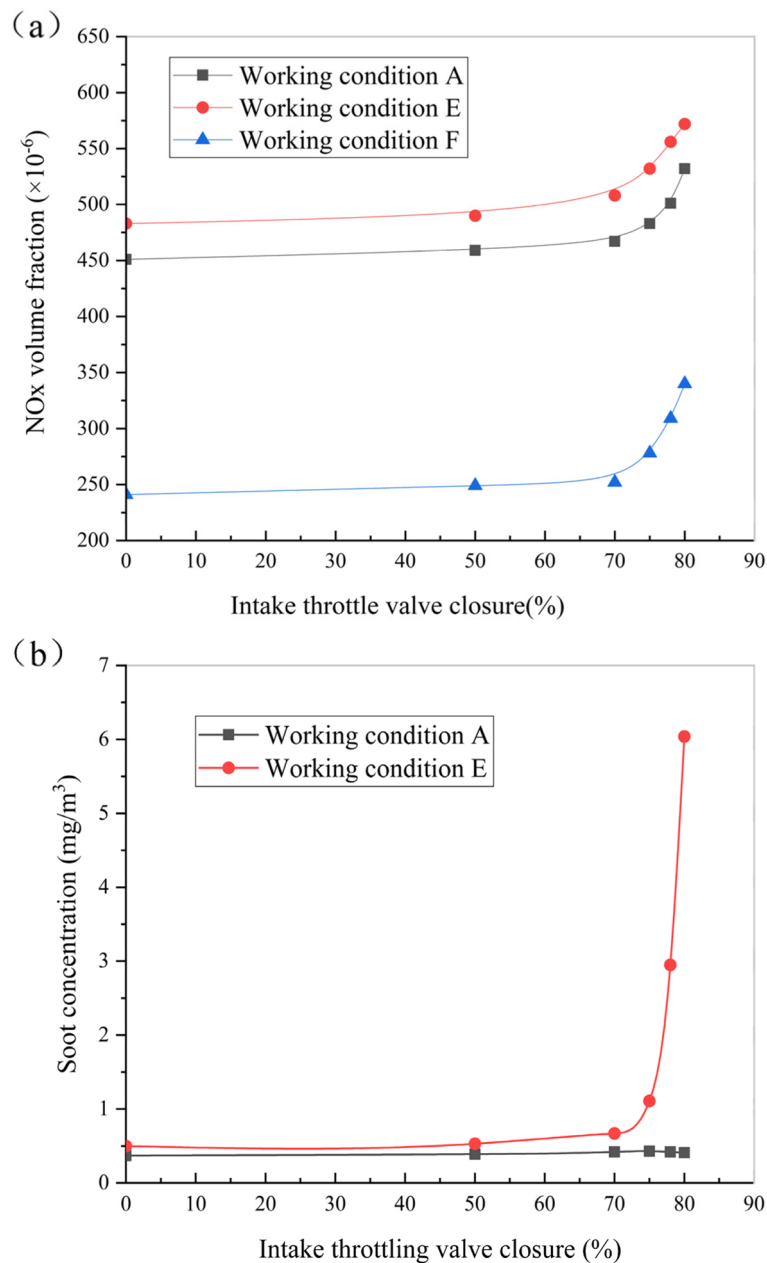 （a）
650
600
550
500
450
400
350
300
250
200
NOx volume fraction (×10⁻⁶)
Working condition A
Working condition E
Working condition F
0 10 20 30 40 50 60 70 80 90
Intake throttle valve closure(%)
（b）
7
6
5
4
3
2
1
0
Soot concentration (mg/m³)
Working condition A
Working condition E
0 10 20 30 40 50 60 70 80 90
Intake throttling valve closure (%)